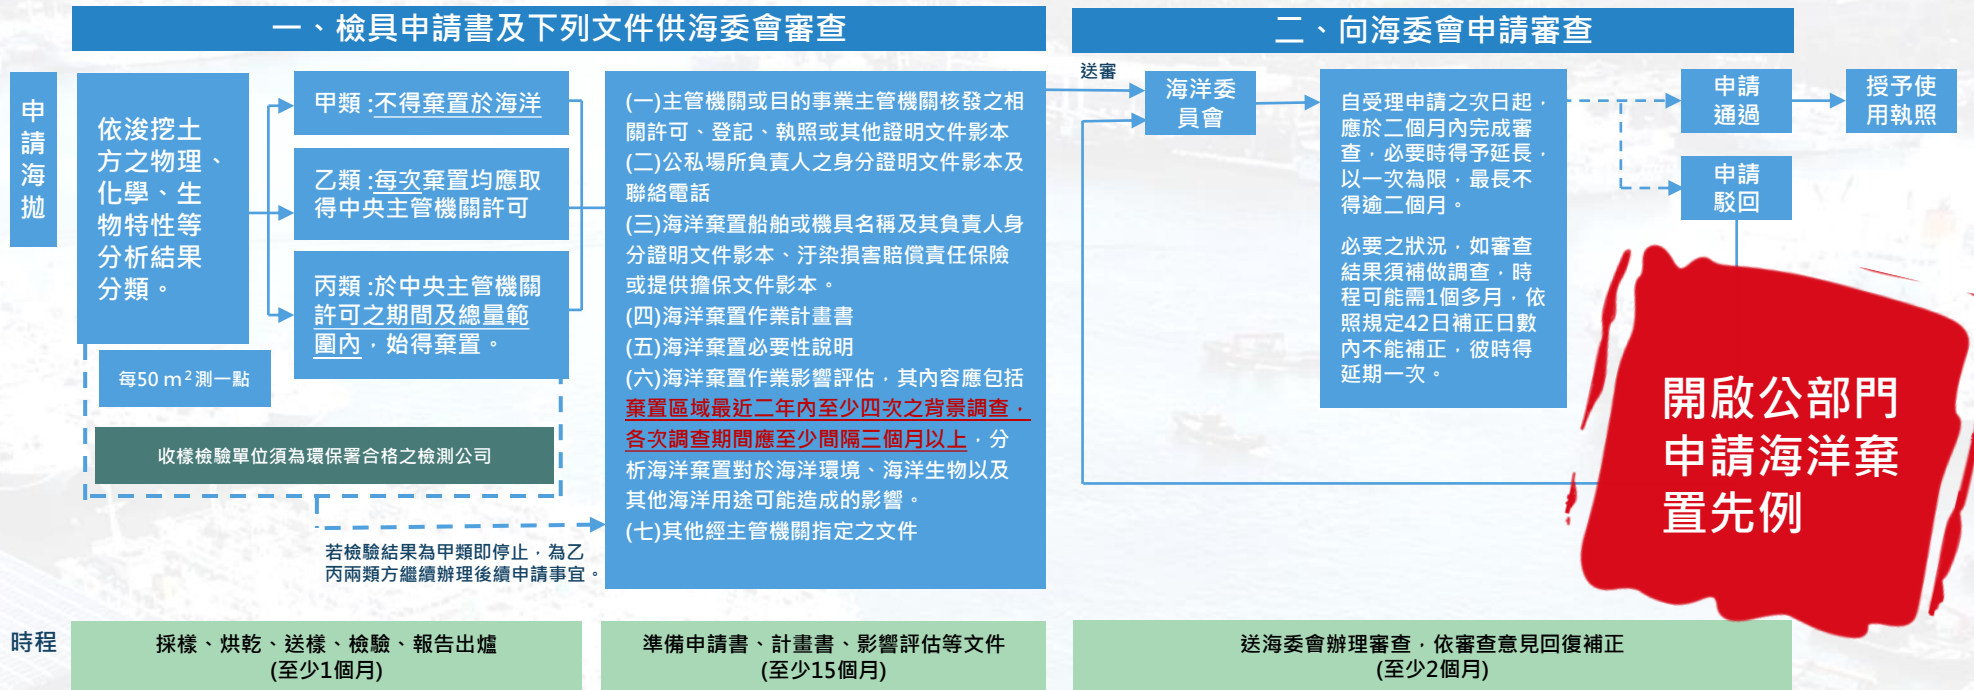 一、檢具申請書及下列文件供海委會審查
二、向海委會申請審查
申
請
海
拋
依浚挖土
方之物理、
化學、生
物特性等
分析結果
分類。
甲類:不得棄置於海洋
乙類:每次棄置均應取
得中央主管機關許可
丙類:於中央主管機關
許可之期間及總量範
圍內，始得棄置。
每50 m²測一點
收樣檢驗單位須為環保署合格之檢測公司
若檢驗結果為甲類即停止，為乙
丙兩類方繼續辦理後續申請事宜。
(一)主管機關或目的事業主管機關核發之相
關許可、登記、執照或其他證明文件影本
(二)公私場所負責人之身分證明文件影本及
聯絡電話
(三)海洋棄置船舶或機具名稱及其負責人身
分證明文件影本、汙染損害賠償責任保險
或提供擔保文件影本。
(四)海洋棄置作業計畫書
(五)海洋棄置必要性說明
(六)海洋棄置作業影響評估，其內容應包括
棄置區域最近二年內至少四次之背景調查，
各次調查期間應至少間隔三個月以上，分
析海洋棄置對於海洋環境、海洋生物以及
其他海洋用途可能造成的影響。
(七)其他經主管機關指定之文件
送審
海洋委
員會
自受理申請之次日起，
應於二個月內完成審
查，必要時得予延長，
以一次為限，最長不
得逾二個月。
必要之狀況，如審查
結果須補做調查，時
程可能需1個多月，依
照規定42日補正日數
內不能補正，彼時得
延期一次。
申請
通過
授予使
用執照
申請
駁回
開啟公部門
申請海洋棄
置先例
時程
採樣、烘乾、送樣、檢驗、報告出爐
(至少1個月)
準備申請書、計畫書、影響評估等文件
(至少15個月)
送海委會辦理審查，依審查意見回復補正
(至少2個月)